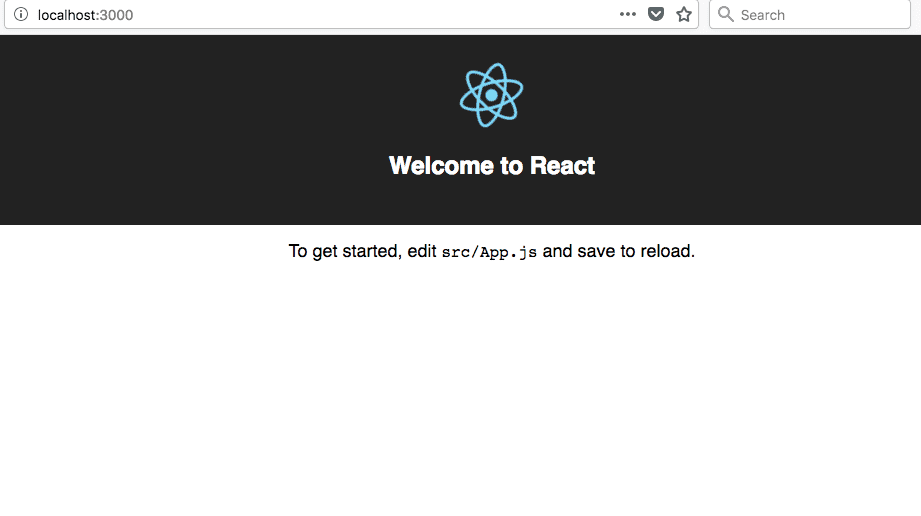 localhost:3000
Search
Welcome to React
To get started, edit src/App.js and save to reload.